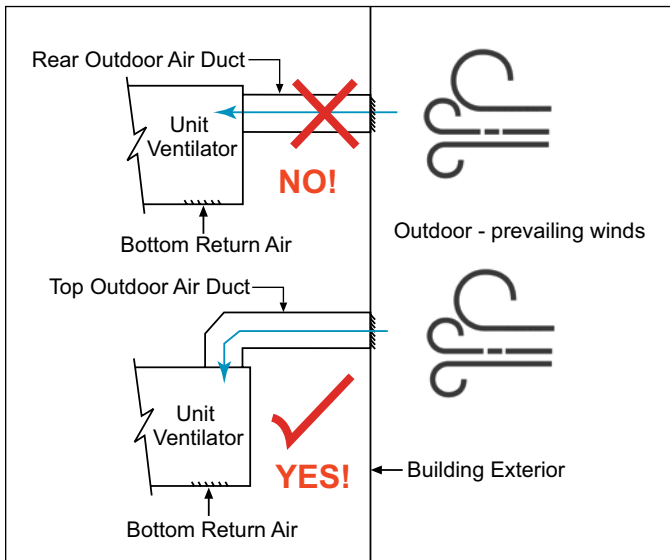 Rear Outdoor Air Duct
Unit
Ventilator
NO!
Bottom Return Air
Outdoor - prevailing winds
Top Outdoor Air Duct
Unit
Ventilator
YES!
Building Exterior
Bottom Return Air